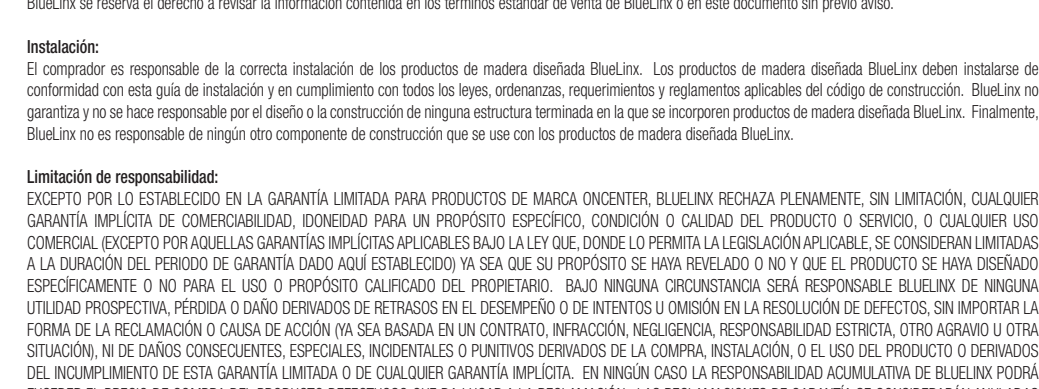 BlueLinx se reserva el derecho a revisar la información contenida en los términos estándar de venta de BlueLinx o en este documento sin previo aviso.
Instalación:
El comprador es responsable de la correcta instalación de los productos de madera diseñada BlueLinx. Los productos de madera diseñada BlueLinx deben instalarse de
conformidad con esta guía de instalación y en cumplimiento con todos los leyes, ordenanzas, requerimientos y reglamentos aplicables del código de construcción. BlueLinx no
garantiza y no se hace responsable por el diseño o la construcción de ninguna estructura terminada en la que se incorporen productos de madera diseñada BlueLinx. Finalmente,
BlueLinx no es responsable de ningún otro componente de construcción que se use con los productos de madera diseñada BlueLinx.
Limitación de responsabilidad:
EXCEPTO POR LO ESTABLECIDO EN LA GARANTÍA LIMITADA PARA PRODUCTOS DE MARCA ONCENTER, BLUELINX RECHAZA PLENAMENTE, SIN LIMITACIÓN, CUALQUIER
GARANTÍA IMPLÍCITA DE COMERCIABILIDAD, IDONEIDAD PARA UN PROPÓSITO ESPECÍFICO, CONDICIÓN O CALIDAD DEL PRODUCTO O SERVICIO, O CUALQUIER USO
COMERCIAL (EXCEPTO POR AQUELLAS GARANTÍAS IMPLÍCITAS APLICABLES BAJO LA LEY QUE, DONDE LO PERMITA LA LEGISLACIÓN APLICABLE, SE CONSIDERAN LIMITADAS
A LA DURACIÓN DEL PERIODO DE GARANTÍA DADO AQUÍ ESTABLECIDO) YA SEA QUE SU PROPÓSITO SE HAYA REVELADO O NO Y QUE EL PRODUCTO SE HAYA DISEÑADO
ESPECÍFICAMENTE O NO PARA EL USO O PROPÓSITO CALIFICADO DEL PROPIETARIO. BAJO NINGUNA CIRCUNSTANCIA SERÁ RESPONSABLE BLUELINX DE NINGUNA
UTILIDAD PROSPECTIVA, PÉRDIDA O DAÑO DERIVADOS DE RETRASOS EN EL DESEMPEÑO O DE INTENTOS U OMISIÓN EN LA RESOLUCIÓN DE DEFECTOS, SIN IMPORTAR LA
FORMA DE LA RECLAMACIÓN O CAUSA DE ACCIÓN (YA SEA BASADA EN UN CONTRATO, INFRACCIÓN, NEGLIGENCIA, RESPONSABILIDAD ESTRICTA, OTRO AGRAVIO U OTRA
SITUACIÓN), NI DE DAÑOS CONSECUENTES, ESPECIALES, INCIDENTALES O PUNITIVOS DERIVADOS DE LA COMPRA, INSTALACIÓN, O EL USO DEL PRODUCTO O DERIVADOS
DEL INCUMPLIMIENTO DE ESTA GARANTÍA LIMITADA O DE CUALQUIER GARANTÍA IMPLÍCITA. EN NINGÚN CASO LA RESPONSABILIDAD ACUMULATIVA DE BLUELINX PODRÁ